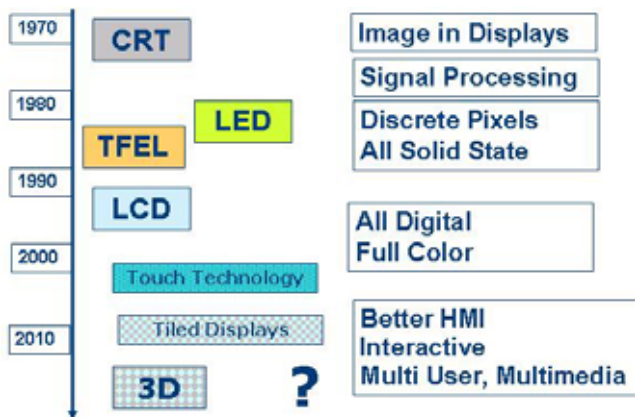 1970
CRT
Image in Displays
Signal Processing
1980
LED
Discrete Pixels
TFEL
All Solid State
1990
LCD
All Digital
2000
Full Color
Touch Technology
Tiled Displays
Better HMI
2010
Interactive
3D
?
Multi User, Multimedia